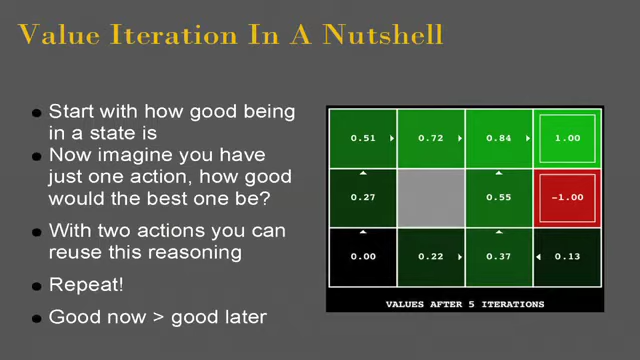 Value Iteration In A Nutshell
● Start with how good being
in a state is
● Now imagine you have
just one action, how good
would the best one be?
● With two actions you can
reuse this reasoning
● Repeat!
● Good now > good later
0.51 0.72 0.84 1.00
0.27 0.55 -1.00
0.00 0.22 0.37 0.13
VALUES AFTER 5 ITERATIONS